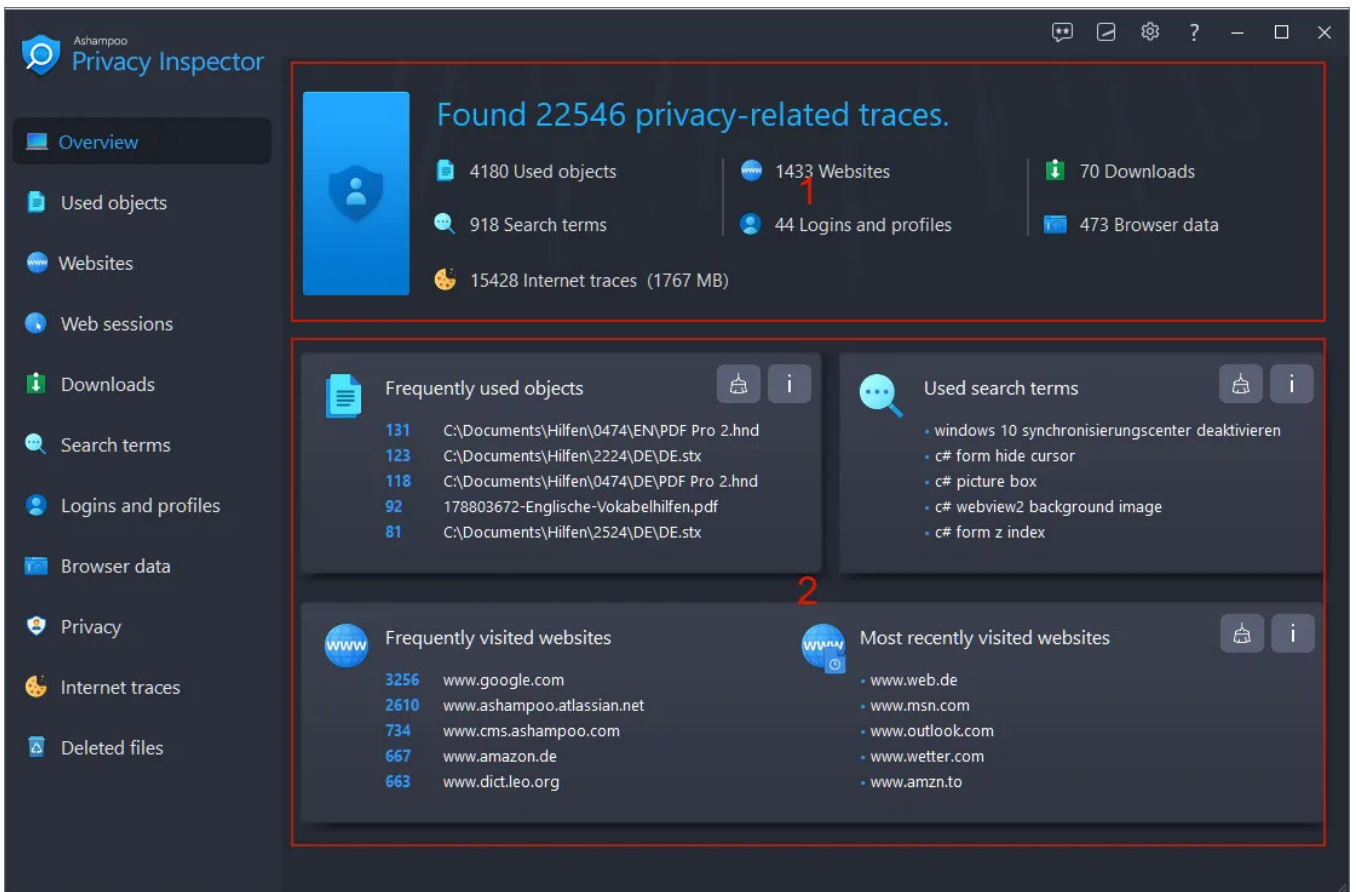 Ashampoo
Privacy Inspector
?
Overview
Used objects
Websites
Web sessions
Downloads
Search terms
Logins and profiles
Browser data
Privacy
Internet traces
Deleted files
Found 22546 privacy-related traces.
4180 Used objects
www
1433 Websites
70 Downloads
1
918 Search terms
44 Logins and profiles
473 Browser data
15428 Internet traces (1767 MB)
Frequently used objects
i
131 C:\Documents\Hilfen\0474\EN\PDF Pro 2.hnd
123 C:\Documents\Hilfen\2224\DE\DE.stx
118 C:\Documents\Hilfen\0474\DE\PDF Pro 2.hnd
92 178803672-Englische-Vokabelhilfen.pdf
81 C:\Documents\Hilfen\2524\DE\DE.stx
Used search terms
i
• windows 10 synchronisierungscenter deaktivieren
• c# form hide cursor
• c# picture box
• c# webview2 background image
• c# form z index
2
www
Frequently visited websites
3256 www.google.com
2610 www.ashampoo.atlassian.net
734 www.cms.ashampoo.com
667 www.amazon.de
663 www.dict.leo.org
www
Most recently visited websites
i
• www.web.de
• www.msn.com
• www.outlook.com
• www.wetter.com
• www.amzn.to